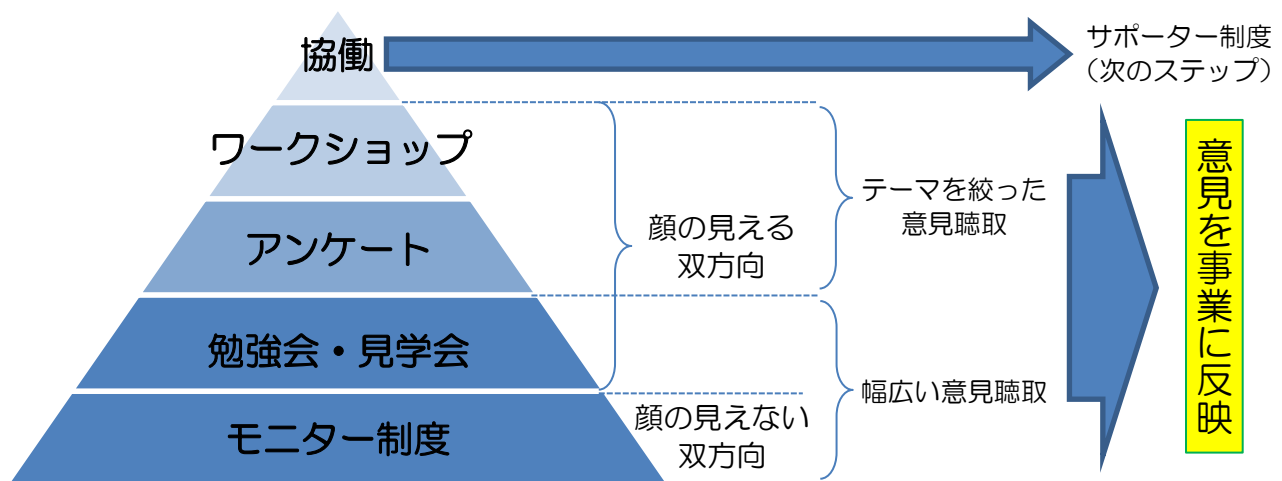 協働
サポーター制度
（次のステップ）
ワークショップ
テーマを絞った
意見聴取
アンケート
顔の見える
双方向
勉強会・見学会
幅広い意見聴取
モニター制度
顔の見えない
双方向
意見を事業に反映